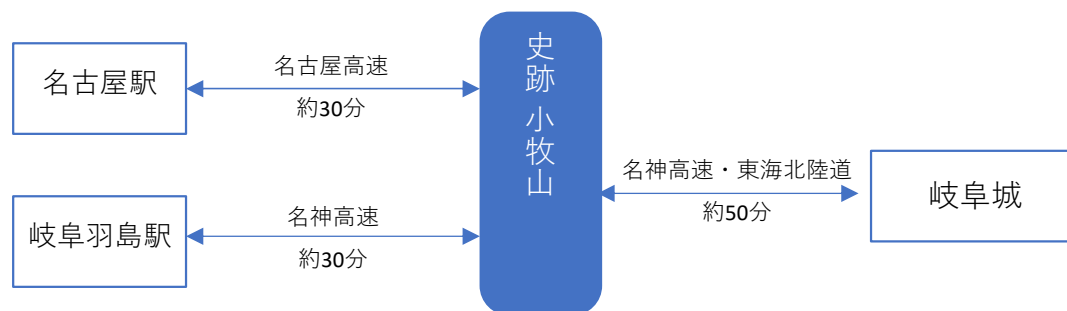 名古屋駅
名古屋高速
約30分
岐阜羽島駅
名神高速
約30分
史跡 小牧山
名神高速・東海北陸道
約50分
岐阜城